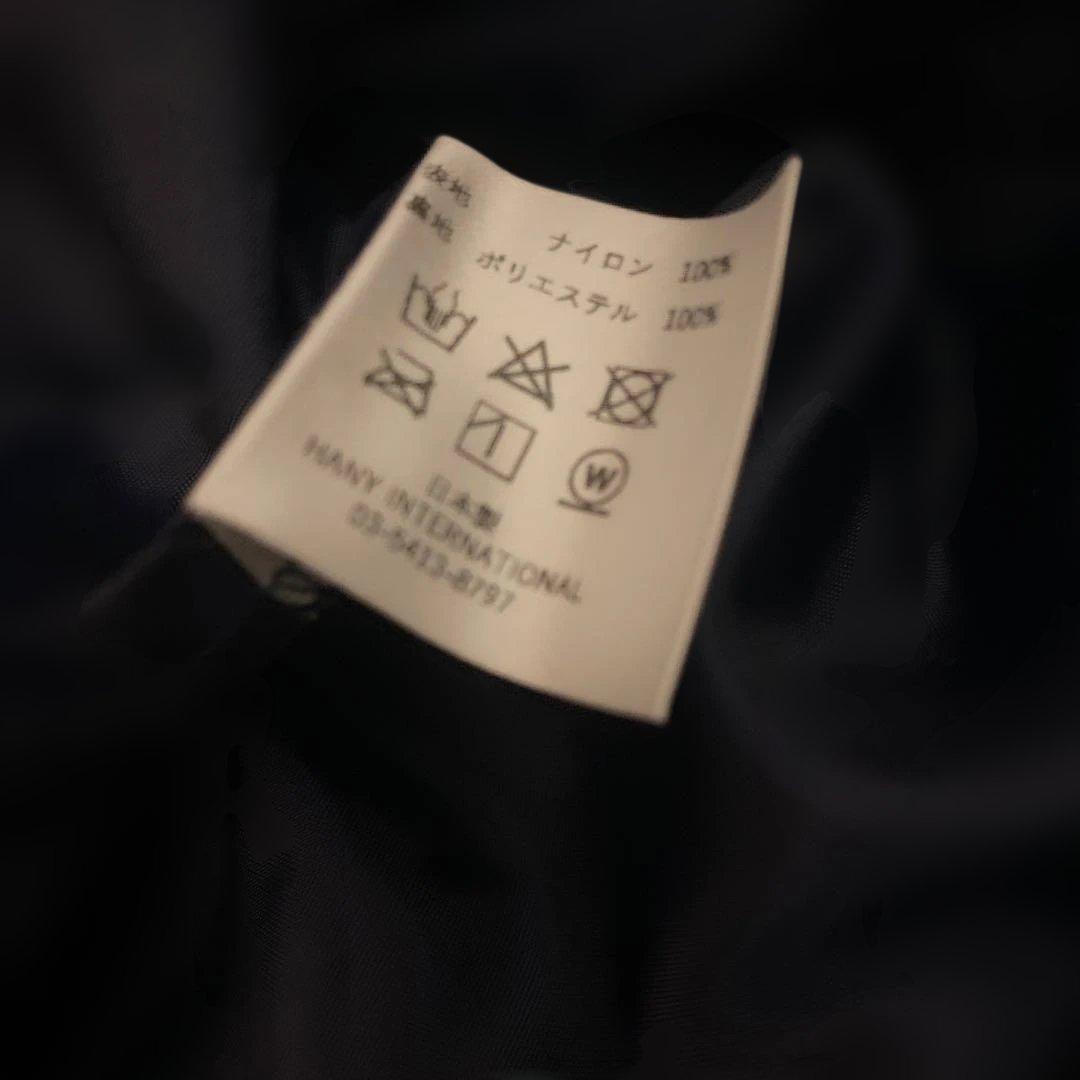 表地 ナイロン 100%
裏地 ポリエステル 100%
W
日本製
HANY INTERNATIONAL
03-5413-8797